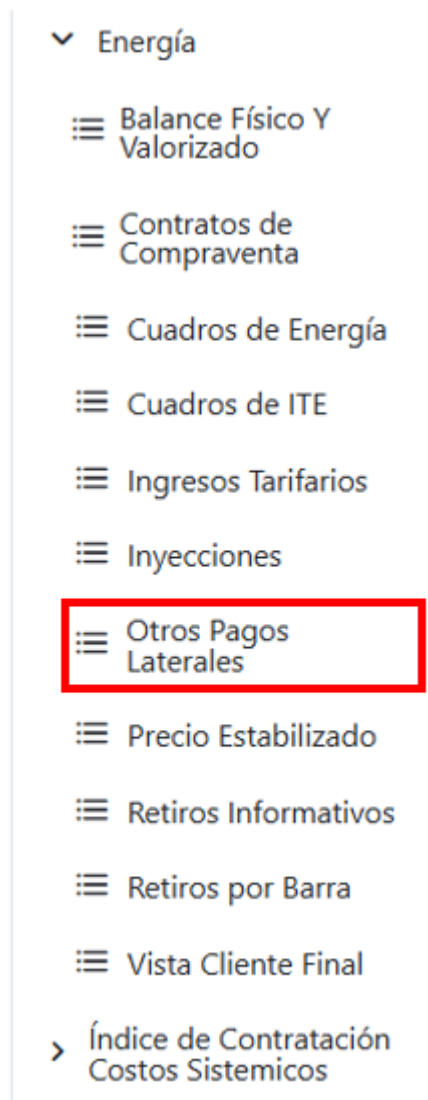 Energía
Balance Físico Y
Valorizado
Contratos de
Compraventa
Cuadros de Energía
Cuadros de ITE
Ingresos Tarifarios
Inyecciones
Otros Pagos
Laterales
Precio Estabilizado
Retiros Informativos
Retiros por Barra
Vista Cliente Final
Índice de Contratación
Costos Sistemicos